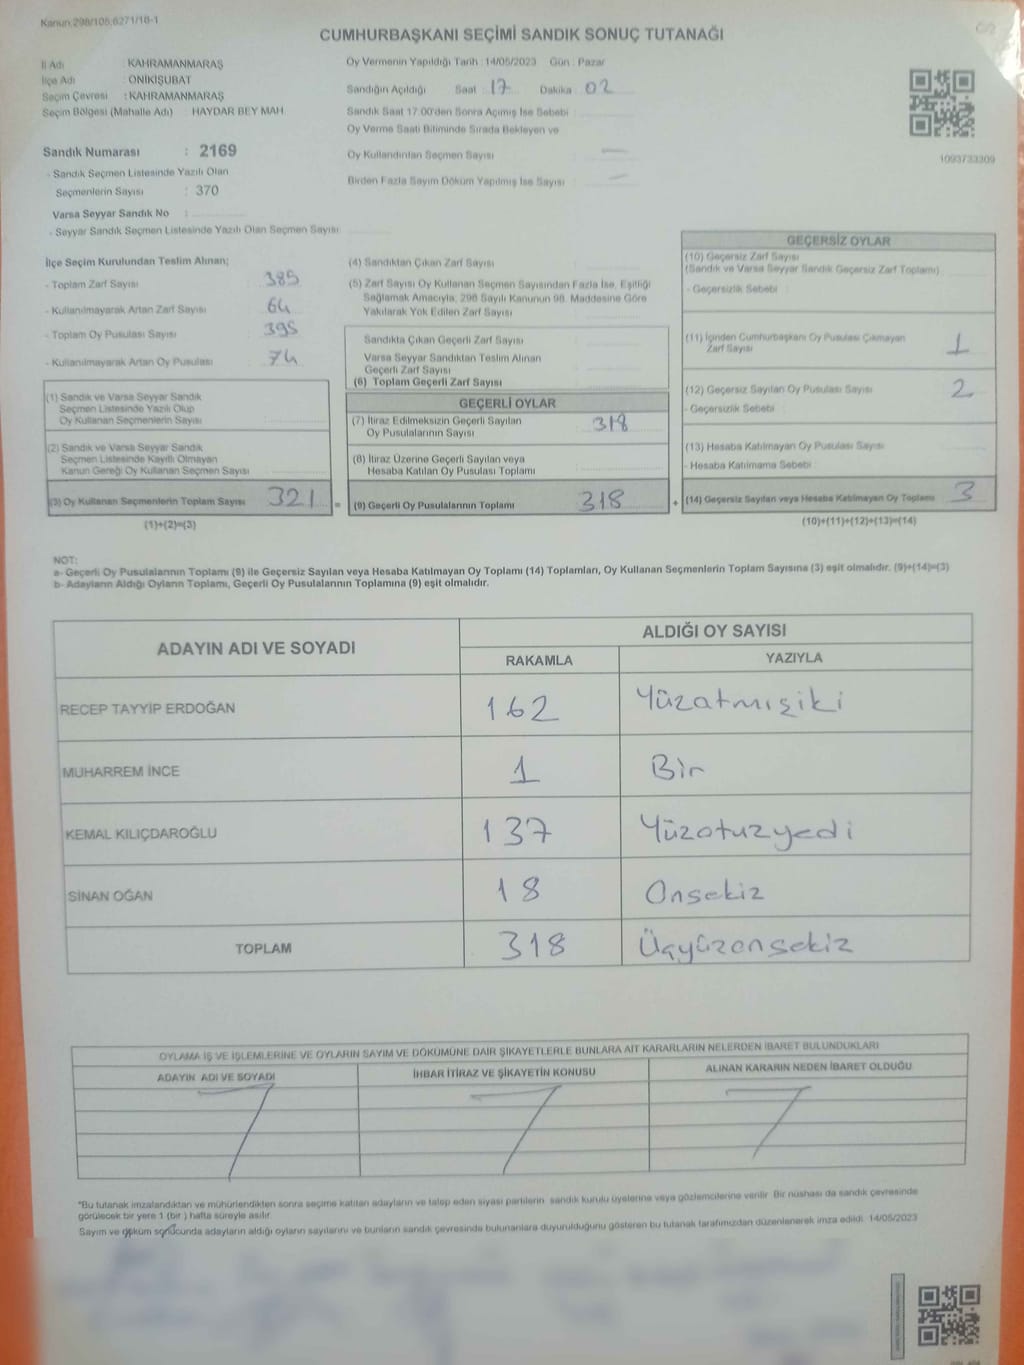 Kanun:298/105,6271/18-1
CUMHURBAŞKANI SEÇİMİ SANDIK SONUÇ TUTANAĞI
İl Adı : KAHRAMANMARAŞ
İlçe Adı : ONİKİŞUBAT
Seçim Çevresi : KAHRAMANMARAŞ
Seçim Bölgesi (Mahalle Adı) : HAYDAR BEY MAH.
Sandık Numarası : 2169
- Sandık Seçmen Listesinde Yazılı Olan
Seçmenlerin Sayısı : 370
Varsa Seyyar Sandık No :
- Seyyar Sandık Seçmen Listesinde Yazılı Olan Seçmen Sayısı
Oy Vermenin Yapıldığı Tarih : 14/05/2023 Gün : Pazar
Sandığın Açıldığı Saat 17 Dakika 02
Sandık Saat 17.00'den Sonra Açılmış İse Sebebi
Oy Verme Saati Bitiminde Sırada Bekleyen ve
Oy Kullandırılan Seçmen Sayısı : —
Birden Fazla Sayım Döküm Yapılmış İse Sayısı : —
1093733309
İlçe Seçim Kurulundan Teslim Alınan;
- Toplam Zarf Sayısı : 385
- Kullanılmayarak Artan Zarf Sayısı : 64
- Toplam Oy Pusulası Sayısı : 395
- Kullanılmayarak Artan Oy Pusulası : 74
(1) Sandık ve Varsa Seyyar Sandık
Seçmen Listesinde Yazılı Olup
Oy Kullanan Seçmenlerin Sayısı
(2) Sandık ve Varsa Seyyar Sandık
Seçmen Listesinde Kayıtlı Olmayan
Kanun Gereği Oy Kullanan Seçmen Sayısı
(3) Oy Kullanan Seçmenlerin Toplam Sayısı 321 =
(1)+(2)=(3)
(4) Sandıktan Çıkan Zarf Sayısı
(5) Zarf Sayısı Oy Kullanan Seçmen Sayısından Fazla İse, Eşitliği
Sağlamak Amacıyla, 298 Sayılı Kanunun 98. Maddesine Göre
Yakılarak Yok Edilen Zarf Sayısı
Sandıkta Çıkan Geçerli Zarf Sayısı
Varsa Seyyar Sandıktan Teslim Alınan
Geçerli Zarf Sayısı
(6) Toplam Geçerli Zarf Sayısı
GEÇERLİ OYLAR
(7) İtiraz Edilmeksizin Geçerli Sayılan
Oy Pusulalarının Sayısı : 318
(8) İtiraz Üzerine Geçerli Sayılan veya
Hesaba Katılan Oy Pusulası Toplamı
(9) Geçerli Oy Pusulalarının Toplamı 318 +
GEÇERSİZ OYLAR
(10) Geçersiz Zarf Sayısı
(Sandık ve Varsa Seyyar Sandık Geçersiz Zarf Toplamı)
- Geçersizlik Sebebi :
(11) İçinden Cumhurbaşkanı Oy Pusulası Çıkmayan
Zarf Sayısı 1
(12) Geçersiz Sayılan Oy Pusulası Sayısı 2
- Geçersizlik Sebebi
(13) Hesaba Katılmayan Oy Pusulası Sayısı
- Hesaba Katılmama Sebebi :
(14) Geçersiz Sayılan veya Hesaba Katılmayan Oy Toplamı 3
(10)+(11)+(12)+(13)=(14)
NOT:
a- Geçerli Oy Pusulalarının Toplamı (9) ile Geçersiz Sayılan veya Hesaba Katılmayan Oy Toplamı (14) Toplamları, Oy Kullanan Seçmenlerin Toplam Sayısına (3) eşit olmalıdır. (9)+(14)=(3)
b- Adayların Aldığı Oyların Toplamı, Geçerli Oy Pusulalarının Toplamına (9) eşit olmalıdır.
ADAYIN ADI VE SOYADI
ALDIĞI OY SAYISI
RAKAMLA YAZIYLA
RECEP TAYYİP ERDOĞAN 162 Yüzatmışiki
MUHARREM İNCE 1 Bir
KEMAL KILIÇDAROĞLU 137 Yüzotuzyedi
SİNAN OĞAN 18 Onsekiz
TOPLAM 318 Üçyüzonsekiz
OYLAMA İŞ VE İŞLEMLERİNE VE OYLARIN SAYIM VE DÖKÜMÜNE DAİR ŞİKAYETLERLE BUNLARA AİT KARARLARIN NELERDEN İBARET BULUNDUKLARI
ADAYIN ADI VE SOYADI İHBAR İTİRAZ VE ŞİKAYETİN KONUSU ALINAN KARARIN NEDEN İBARET OLDUĞU
*Bu tutanak imzalandıktan ve mühürlendikten sonra seçime katılan adayların ve talep eden siyasi partilerin sandık kurulu üyelerine veya gözlemcilerine verilir. Bir nüshası da sandık çevresinde
görülecek bir yere 1 (bir ) hafta süreyle asılır.
Sayım ve döküm sonucunda adayların aldığı oyların sayılarını ve bunların sandık çevresinde bulunanlara duyurulduğunu gösteren bu tutanak tarafımızdan düzenlenerek imza edildi. 14/05/2023